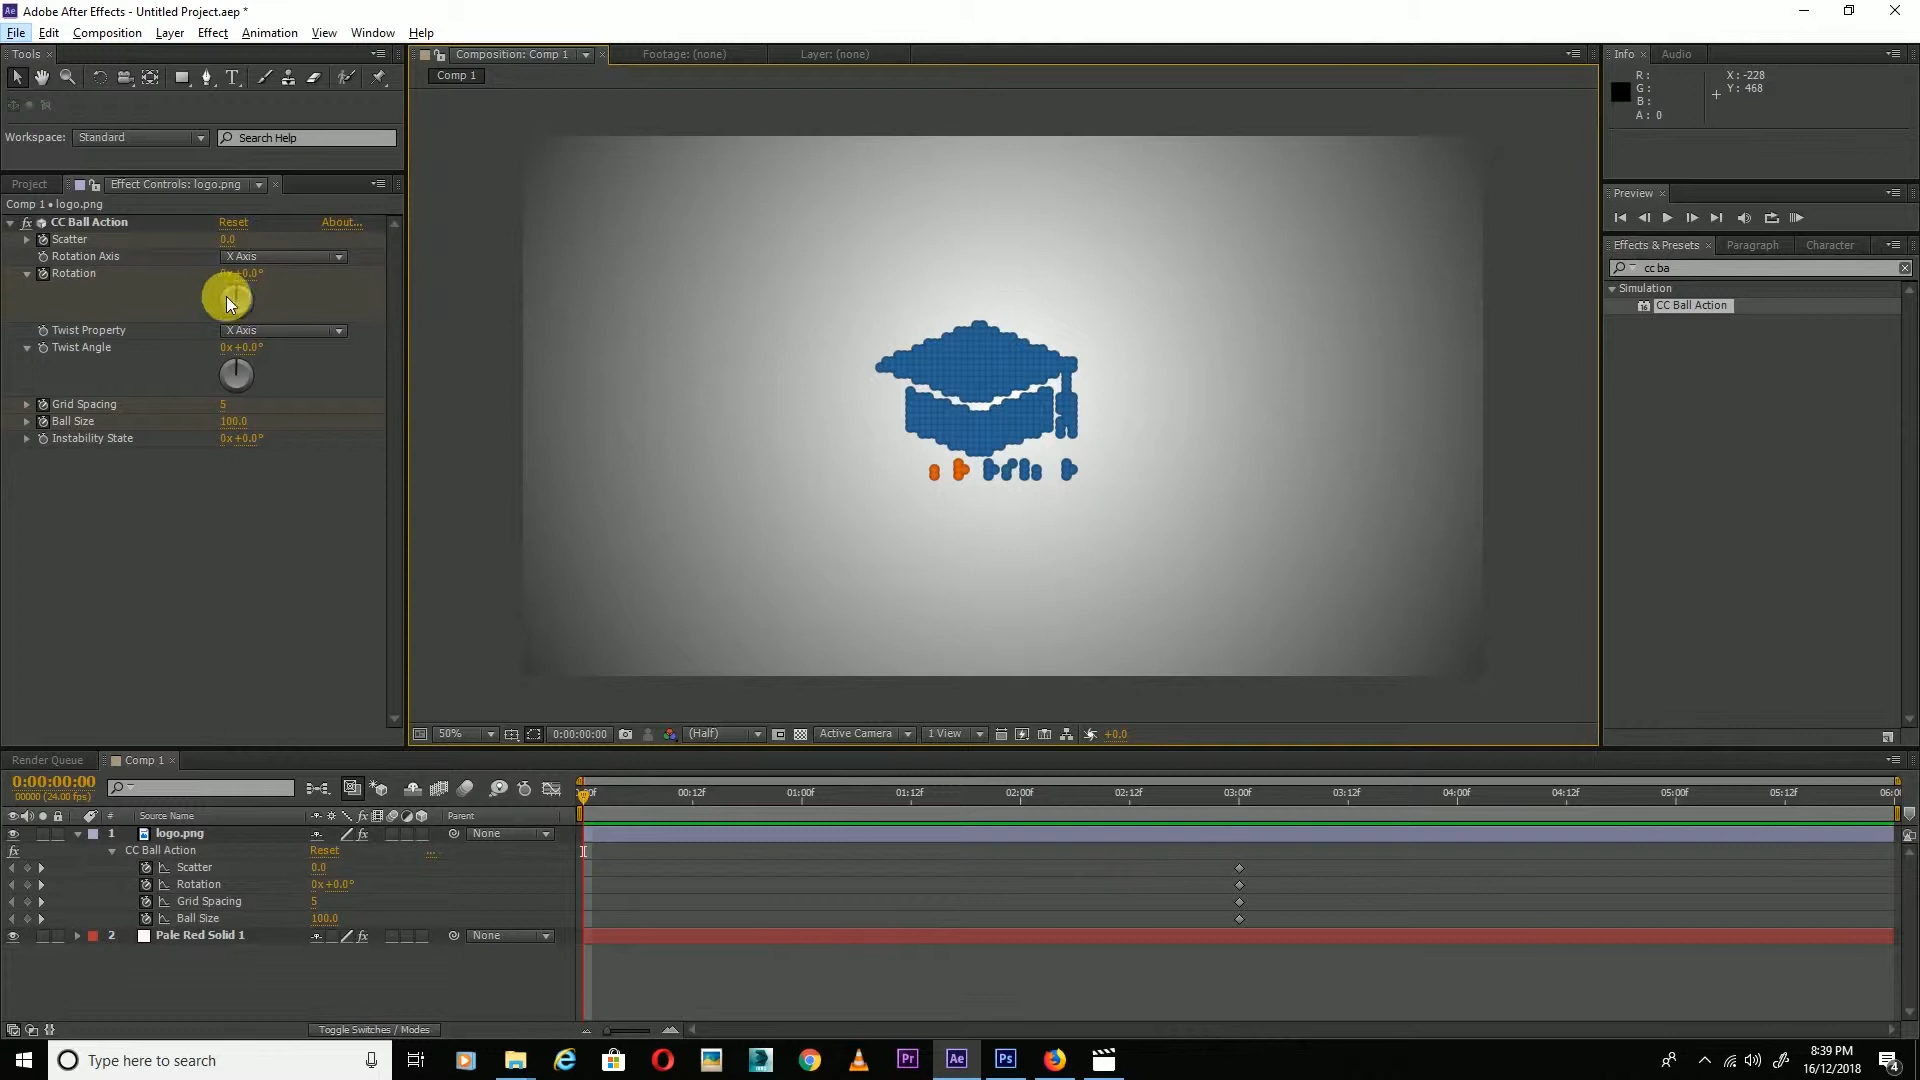 Adobe After Effects - Untitled Project.aep *
File Edit Composition Layer Effect Animation View Window Help
Tools
Workspace: Standard Search Help
Project Effect Controls: logo.png
Comp 1 • logo.png
fx CC Ball Action Reset About...
Scatter 0.0
Rotation Axis X Axis
Rotation 0x+0.0°
Twist Property X Axis
Twist Angle 0x+0.0°
Grid Spacing 5
Ball Size 100.0
Instability State 0x+0.0°
Composition: Comp 1 Footage: (none) Layer: (none)
Comp 1
50% 0:00:00:00 (Half) Active Camera 1 View +0.0
Info Audio
R:
G:
B:
A: 0
X: -228
Y: 468
Preview
Effects & Presets Paragraph Character
cc ba
Simulation
CC Ball Action
Render Queue Comp 1
0:00:00:00
00000 (24.00 fps)
00:12f 01:00f 01:12f 02:00f 02:12f 03:00f 03:12f 04:00f 04:12f 05:00f 05:12f
# Source Name Parent
1 logo.png None
CC Ball Action Reset ...
Scatter 0.0
Rotation 0x+0.0°
Grid Spacing 5
Ball Size 100.0
2 Pale Red Solid 1 None
Toggle Switches / Modes
Type here to search
Pr Ae Ps
8:39 PM
16/12/2018
4